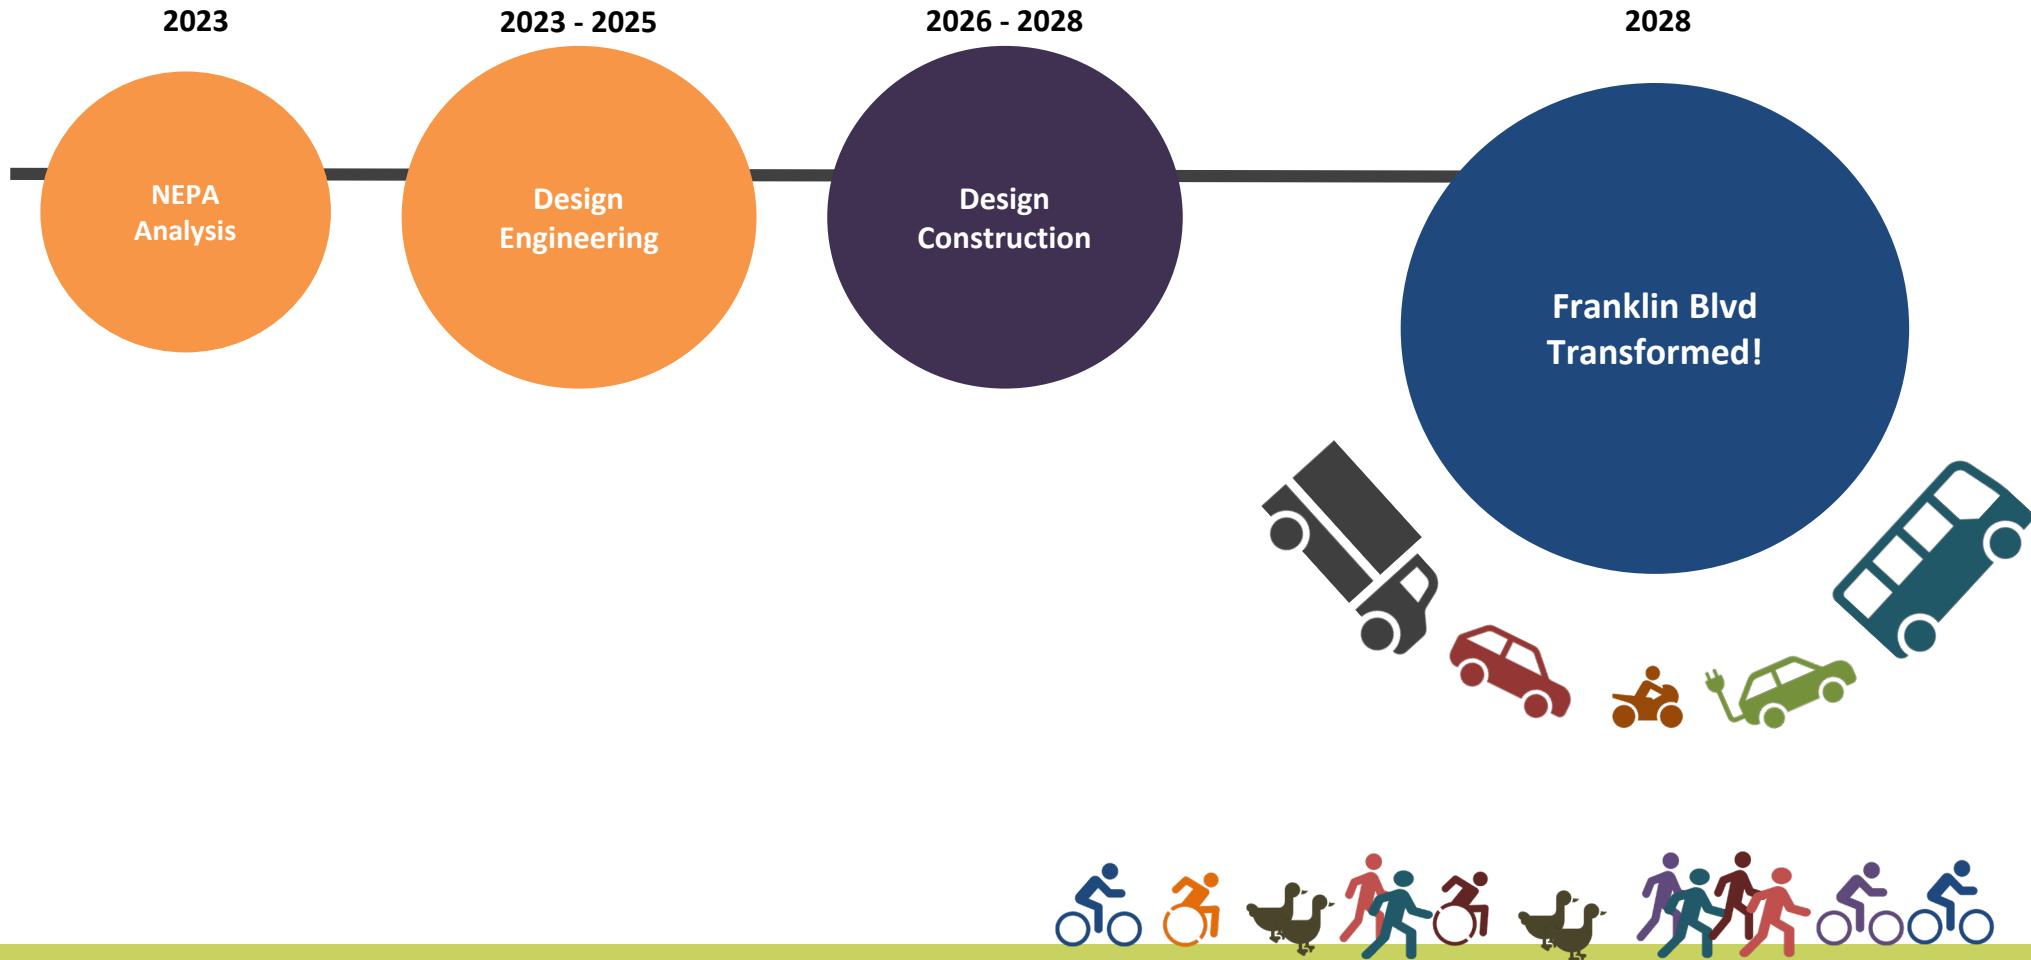 2023
2023 - 2025
2026 - 2028
2028
NEPA
Analysis
Design
Engineering
Design
Construction
Franklin Blvd
Transformed!